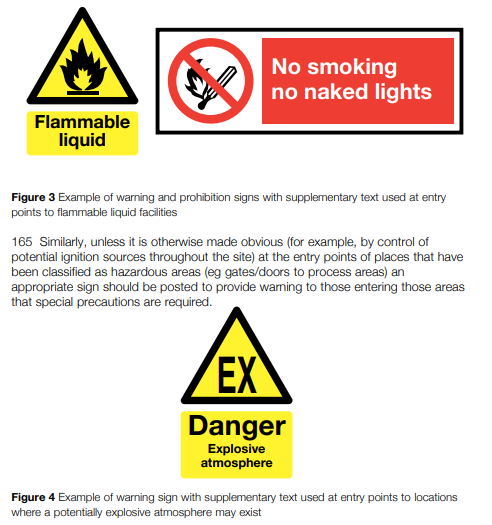 Flammable
liquid
No smoking
no naked lights
Figure 3 Example of warning and prohibition signs with supplementary text used at entry
points to flammable liquid facilities
165 Similarly, unless it is otherwise made obvious (for example, by control of
potential ignition sources throughout the site) at the entry points of places that have
been classified as hazardous areas (eg gates/doors to process areas) an
appropriate sign should be posted to provide warning to those entering those areas
that special precautions are required.
EX
Danger
Explosive
atmosphere
Figure 4 Example of warning sign with supplementary text used at entry points to locations
where a potentially explosive atmosphere may exist